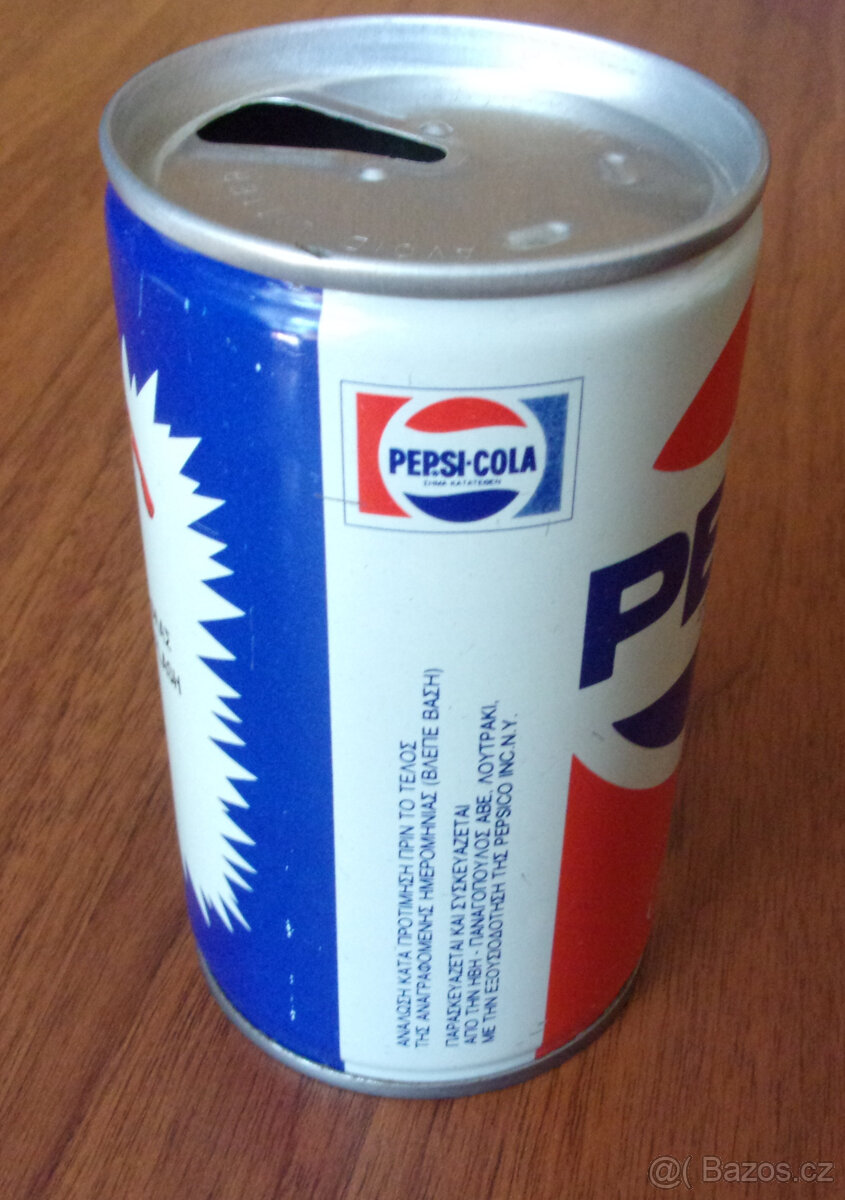 PEPSI-COLA
ΣΗΜΑ ΚΑΤΑΤΕΘΕΝ
PE
ΑΝΑΛΩΣΗ ΚΑΤΑ ΠΡΟΤΙΜΗΣΗ ΠΡΙΝ ΤΟ ΤΕΛΟΣ
ΤΗΣ ΑΝΑΓΡΑΦΟΜΕΝΗΣ ΗΜΕΡΟΜΗΝΙΑΣ (ΒΛΕΠΕ ΒΑΣΗ)
ΠΑΡΑΣΚΕΥΑΖΕΤΑΙ ΚΑΙ ΣΥΣΚΕΥΑΖΕΤΑΙ
ΑΠΟ ΤΗΝ ΗΒΗ - ΠΑΝΑΓΟΠΟΥΛΟΣ ΑΒΕ, ΛΟΥΤΡΑΚΙ,
ΜΕ ΤΗΝ ΕΞΟΥΣΙΟΔΟΤΗΣΗ ΤΗΣ PEPSICO INC.N.Y.
@( Bazos.cz